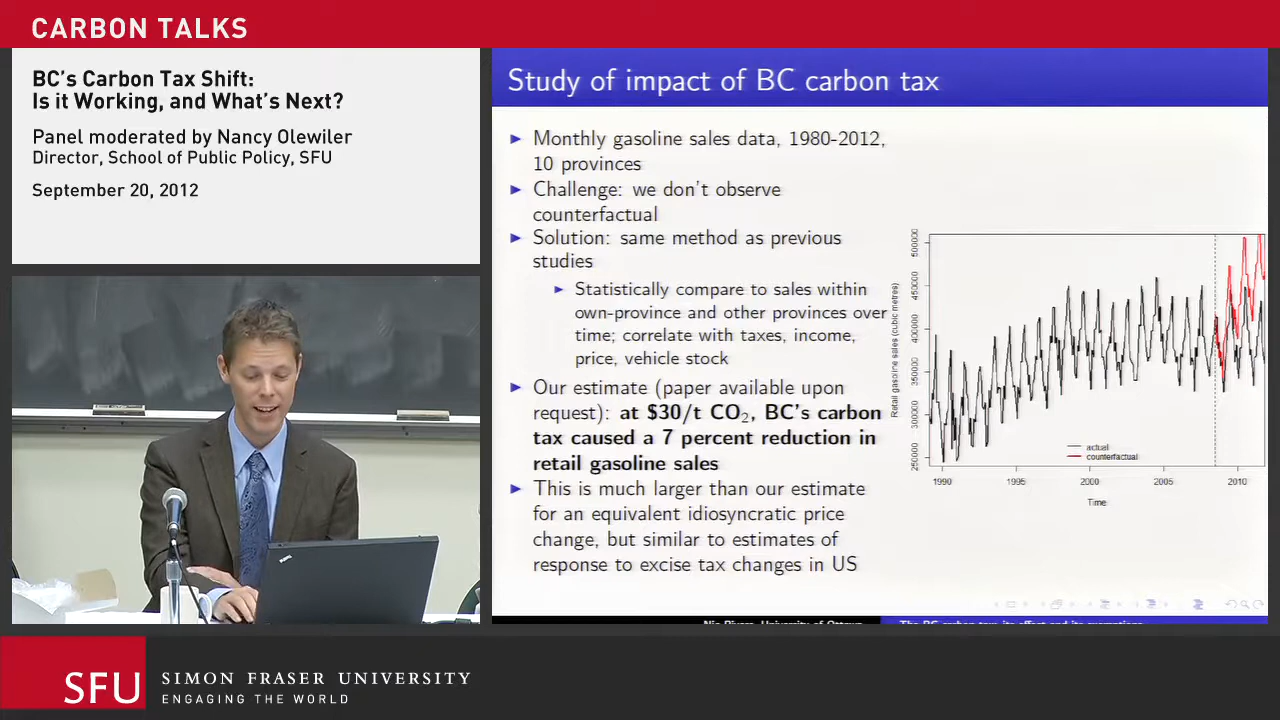 CARBON TALKS
BC's Carbon Tax Shift:
Is it Working, and What's Next?
Panel moderated by Nancy Olewiler
Director, School of Public Policy, SFU
September 20, 2012
Study of impact of BC carbon tax
Monthly gasoline sales data, 1980-2012,
10 provinces
Challenge: we don't observe
counterfactual
Solution: same method as previous
studies
Statistically compare to sales within
own-province and other provinces over
time; correlate with taxes, income,
price, vehicle stock
Our estimate (paper available upon
request): at $30/t CO₂, BC's carbon
tax caused a 7 percent reduction in
retail gasoline sales
This is much larger than our estimate
for an equivalent idiosyncratic price
change, but similar to estimates of
response to excise tax changes in US
Retail gasoline sales (cubic metres)
500000
450000
400000
350000
300000
250000
actual
counterfactual
1990 1995 2000 2005 2010
Time
Nic Rivers, University of Ottawa
The BC carbon tax: its effect and its exemptions
SFU
SIMON FRASER UNIVERSITY
ENGAGING THE WORLD